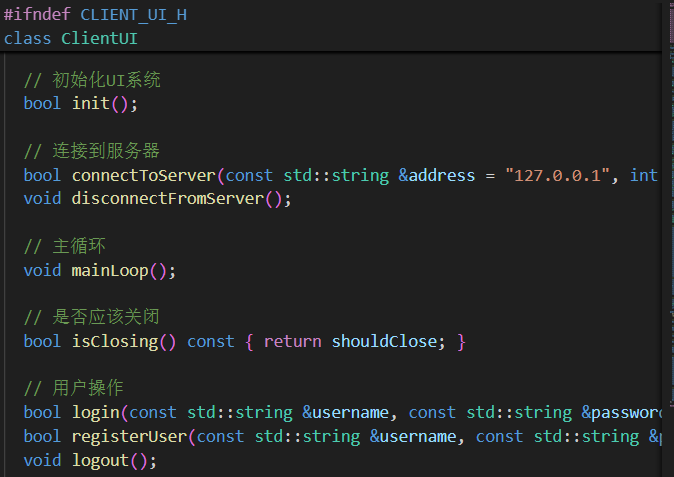 #ifndef CLIENT_UI_H
class ClientUI
// 初始化UI系统
bool init();
// 连接到服务器
bool connectToServer(const std::string &address = "127.0.0.1", int
void disconnectFromServer();
// 主循环
void mainLoop();
// 是否应该关闭
bool isClosing() const { return shouldClose; }
// 用户操作
bool login(const std::string &username, const std::string &password
bool registerUser(const std::string &username, const std::string &p
void logout();